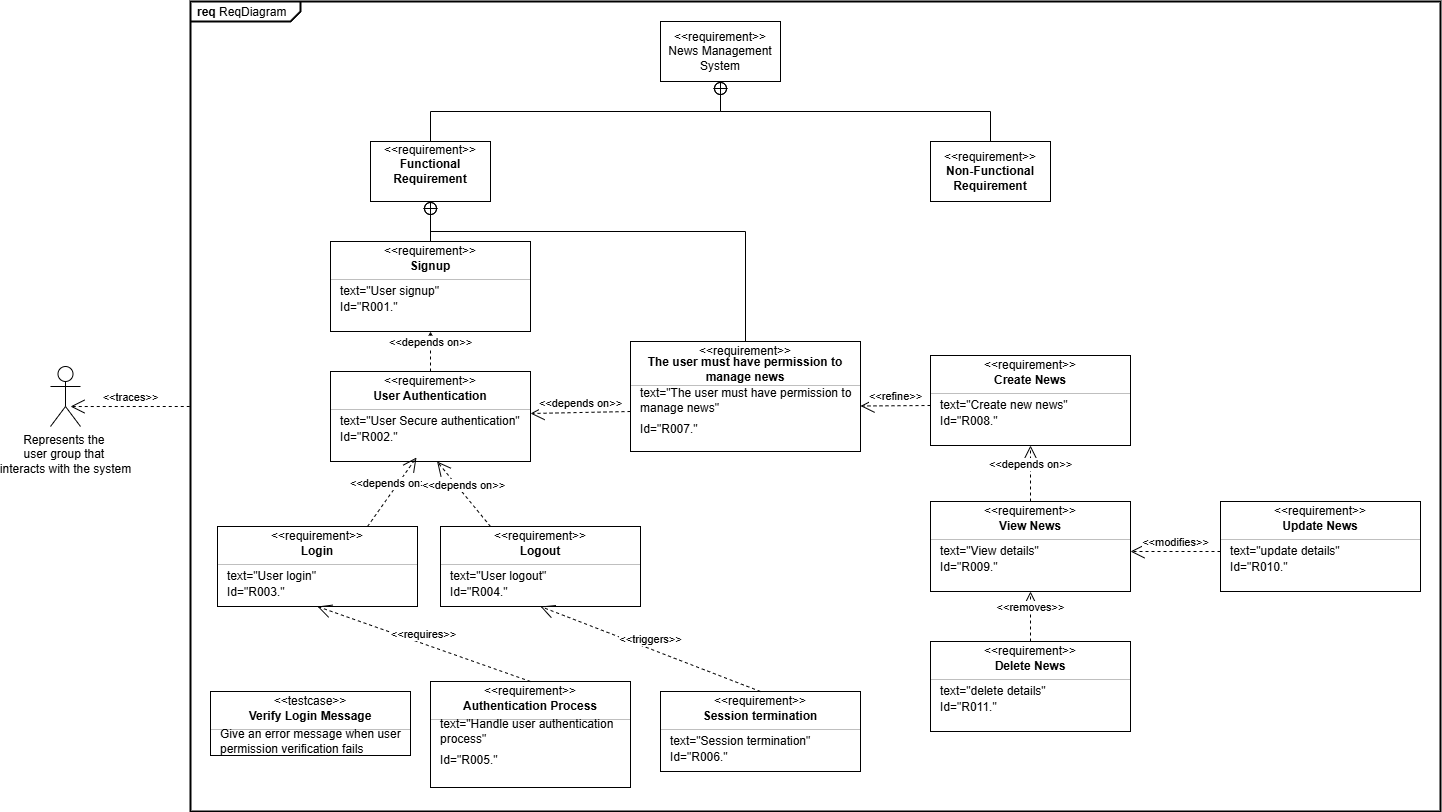 req ReqDiagram
<<requirement>>
News Management
System
<<requirement>>
Functional
Requirement
<<requirement>>
Non-Functional
Requirement
<<requirement>>
Signup
text="User signup"
Id="R001."
<<depends on>>
<<requirement>>
User Authentication
text="User Secure authentication"
Id="R002."
<<depends on>>
<<requirement>>
The user must have permission to
manage news
text="The user must have permission to
manage news"
Id="R007."
<<refine>>
<<requirement>>
Create News
text="Create new news"
Id="R008."
<<traces>>
Represents the
user group that
interacts with the system
<<depends on>>
<<depends on>>
<<depends on>>
<<requirement>>
Login
text="User login"
Id="R003."
<<requirement>>
Logout
text="User logout"
Id="R004."
<<requirement>>
View News
text="View details"
Id="R009."
<<modifies>>
<<requirement>>
Update News
text="update details"
Id="R010."
<<removes>>
<<requires>>
<<triggers>>
<<requirement>>
Delete News
text="delete details"
Id="R011."
<<testcase>>
Verify Login Message
Give an error message when user
permission verification fails
<<requirement>>
Authentication Process
text="Handle user authentication
process"
Id="R005."
<<requirement>>
Session termination
text="Session termination"
Id="R006."